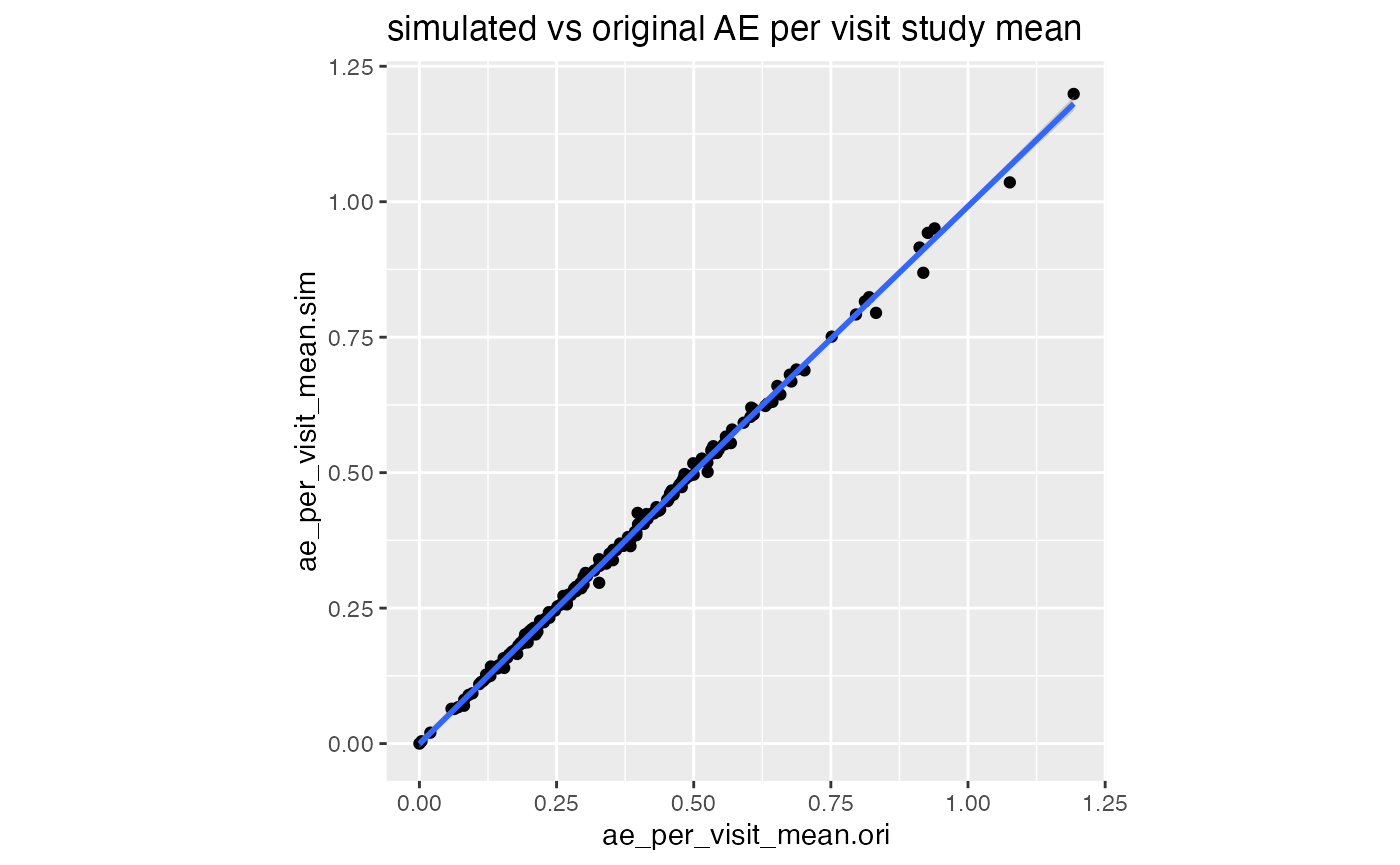 simulated vs original AE per visit study mean
1.25
1.00
0.75
0.50
0.25
0.00
ae_per_visit_mean.sim
0.00 0.25 0.50 0.75 1.00 1.25
ae_per_visit_mean.ori